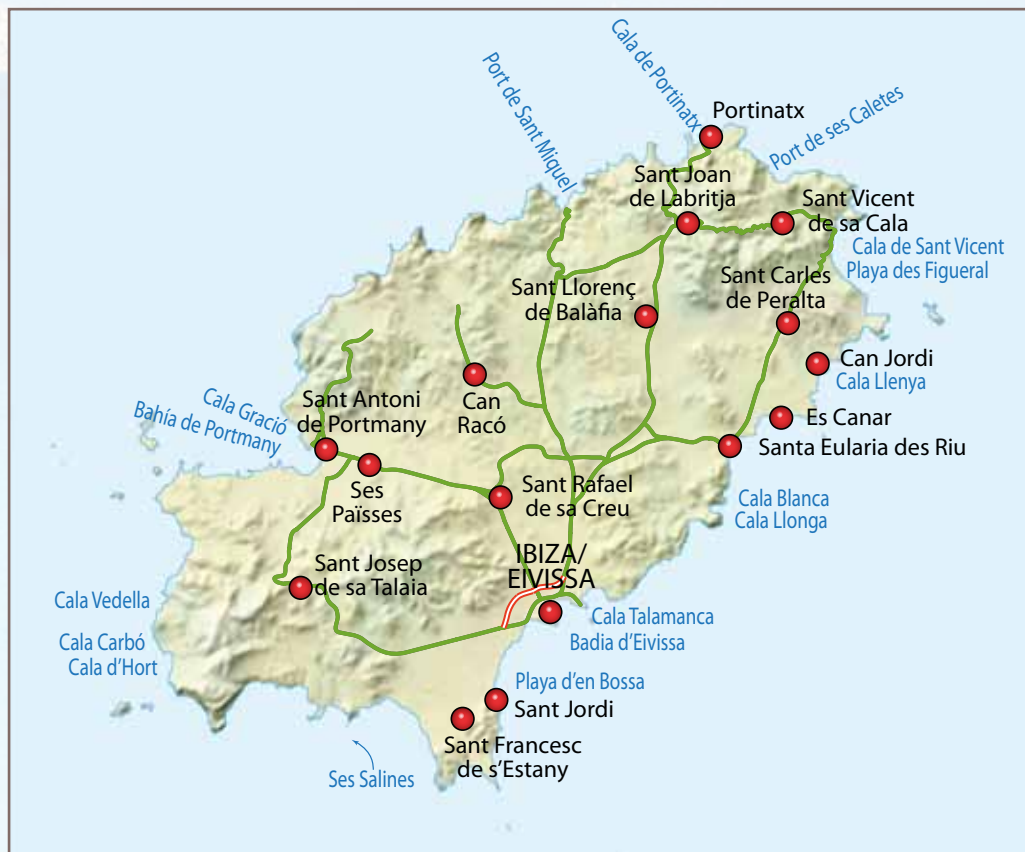 Cala de Portinatx
Port de Sant Miquel
Portinatx
Port de ses Caletes
Sant Joan
de Labritja
Sant Vicent
de sa Cala
Cala de Sant Vicent
Playa des Figueral
Sant Carles
de Peralta
Sant Llorenç
de Balàfia
Can Jordi
Cala Llenya
Can
Racó
Sant Antoni
de Portmany
Cala Gració
Bahía de Portmany
Es Canar
Santa Eularia des Riu
Ses
Païsses
Sant Rafael
de sa Creu
Cala Blanca
Cala Llonga
IBIZA/
EIVISSA
Sant Josep
de sa Talaia
Cala Vedella
Cala Talamanca
Badia d’Eivissa
Cala Carbó
Cala d’Hort
Playa d’en Bossa
Sant Jordi
Sant Francesc
de s’Estany
Ses Salines